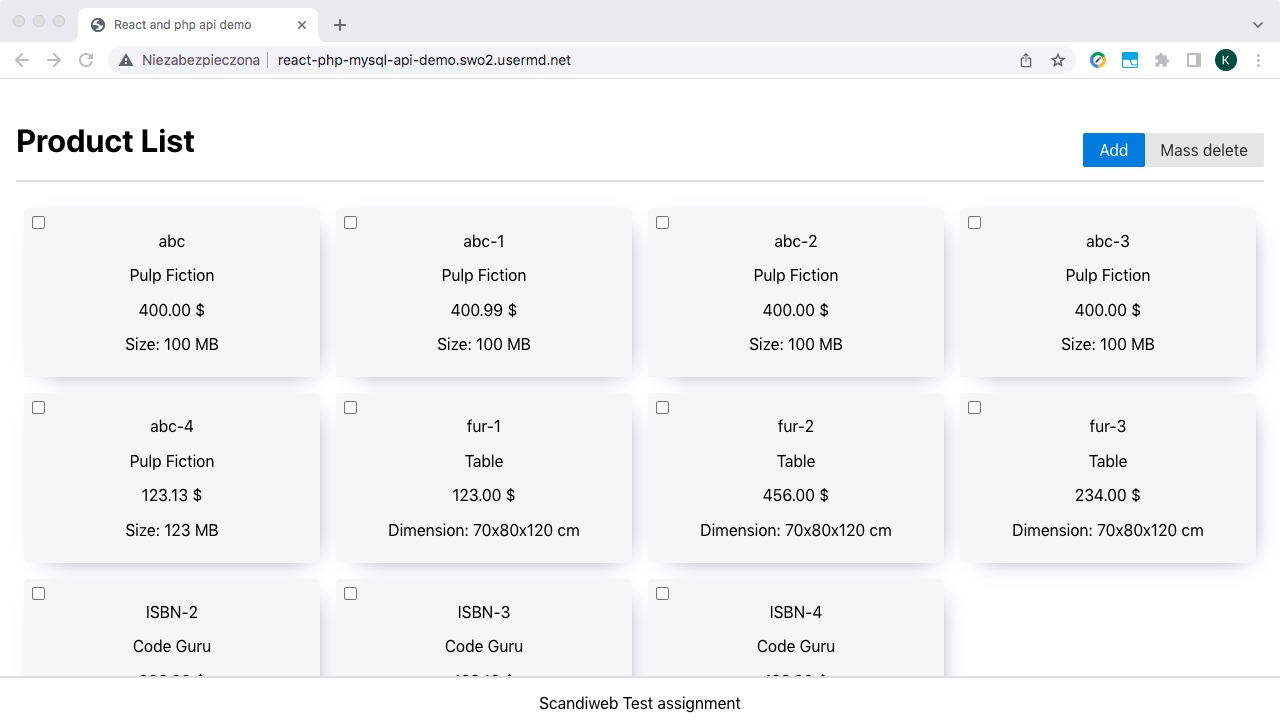 React and php api demo
Niezabezpieczona react-php-mysql-api-demo.swo2.usermd.net
K
Product List
Add Mass delete
abc
Pulp Fiction
400.00 $
Size: 100 MB
abc-1
Pulp Fiction
400.99 $
Size: 100 MB
abc-2
Pulp Fiction
400.00 $
Size: 100 MB
abc-3
Pulp Fiction
400.00 $
Size: 100 MB
abc-4
Pulp Fiction
123.13 $
Size: 123 MB
fur-1
Table
123.00 $
Dimension: 70x80x120 cm
fur-2
Table
456.00 $
Dimension: 70x80x120 cm
fur-3
Table
234.00 $
Dimension: 70x80x120 cm
ISBN-2
Code Guru
ISBN-3
Code Guru
ISBN-4
Code Guru
Scandiweb Test assignment